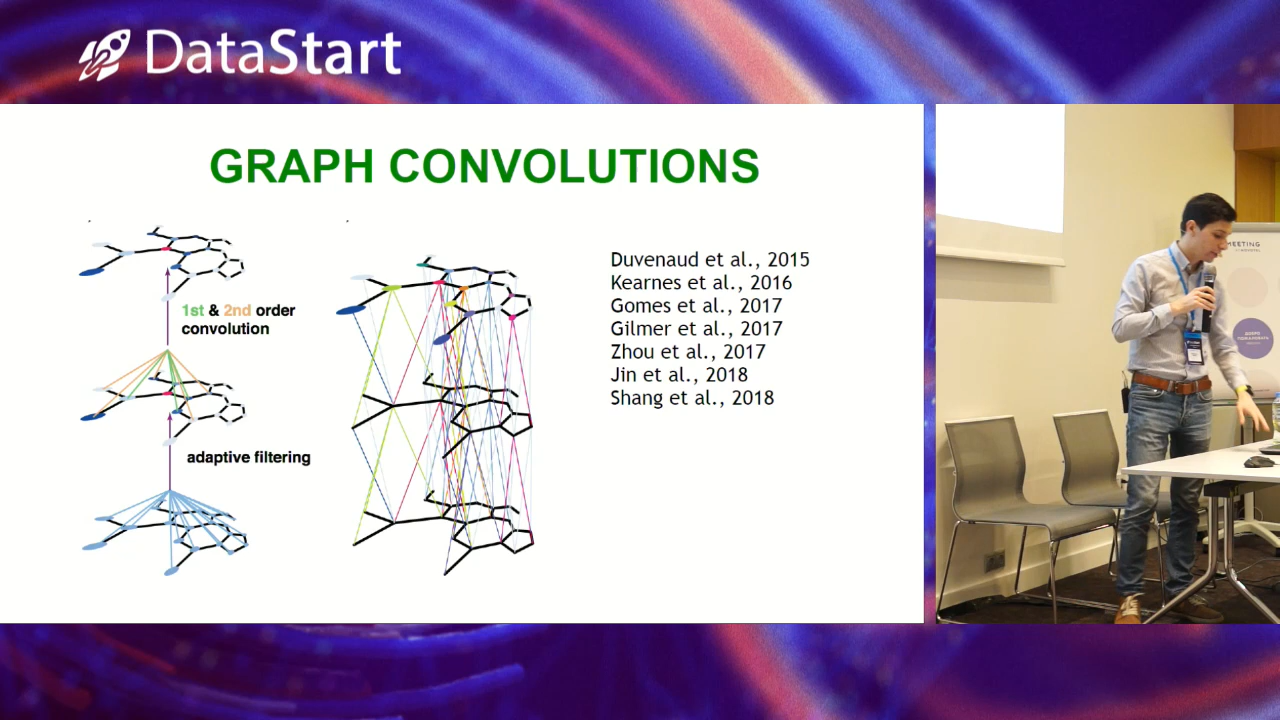 DataStart
GRAPH CONVOLUTIONS
1st & 2nd order
convolution
adaptive filtering
Duvenaud et al., 2015
Kearnes et al., 2016
Gomes et al., 2017
Gilmer et al., 2017
Zhou et al., 2017
Jin et al., 2018
Shang et al., 2018
MEETING
ДОБРО
ПОЖАЛОВАТЬ